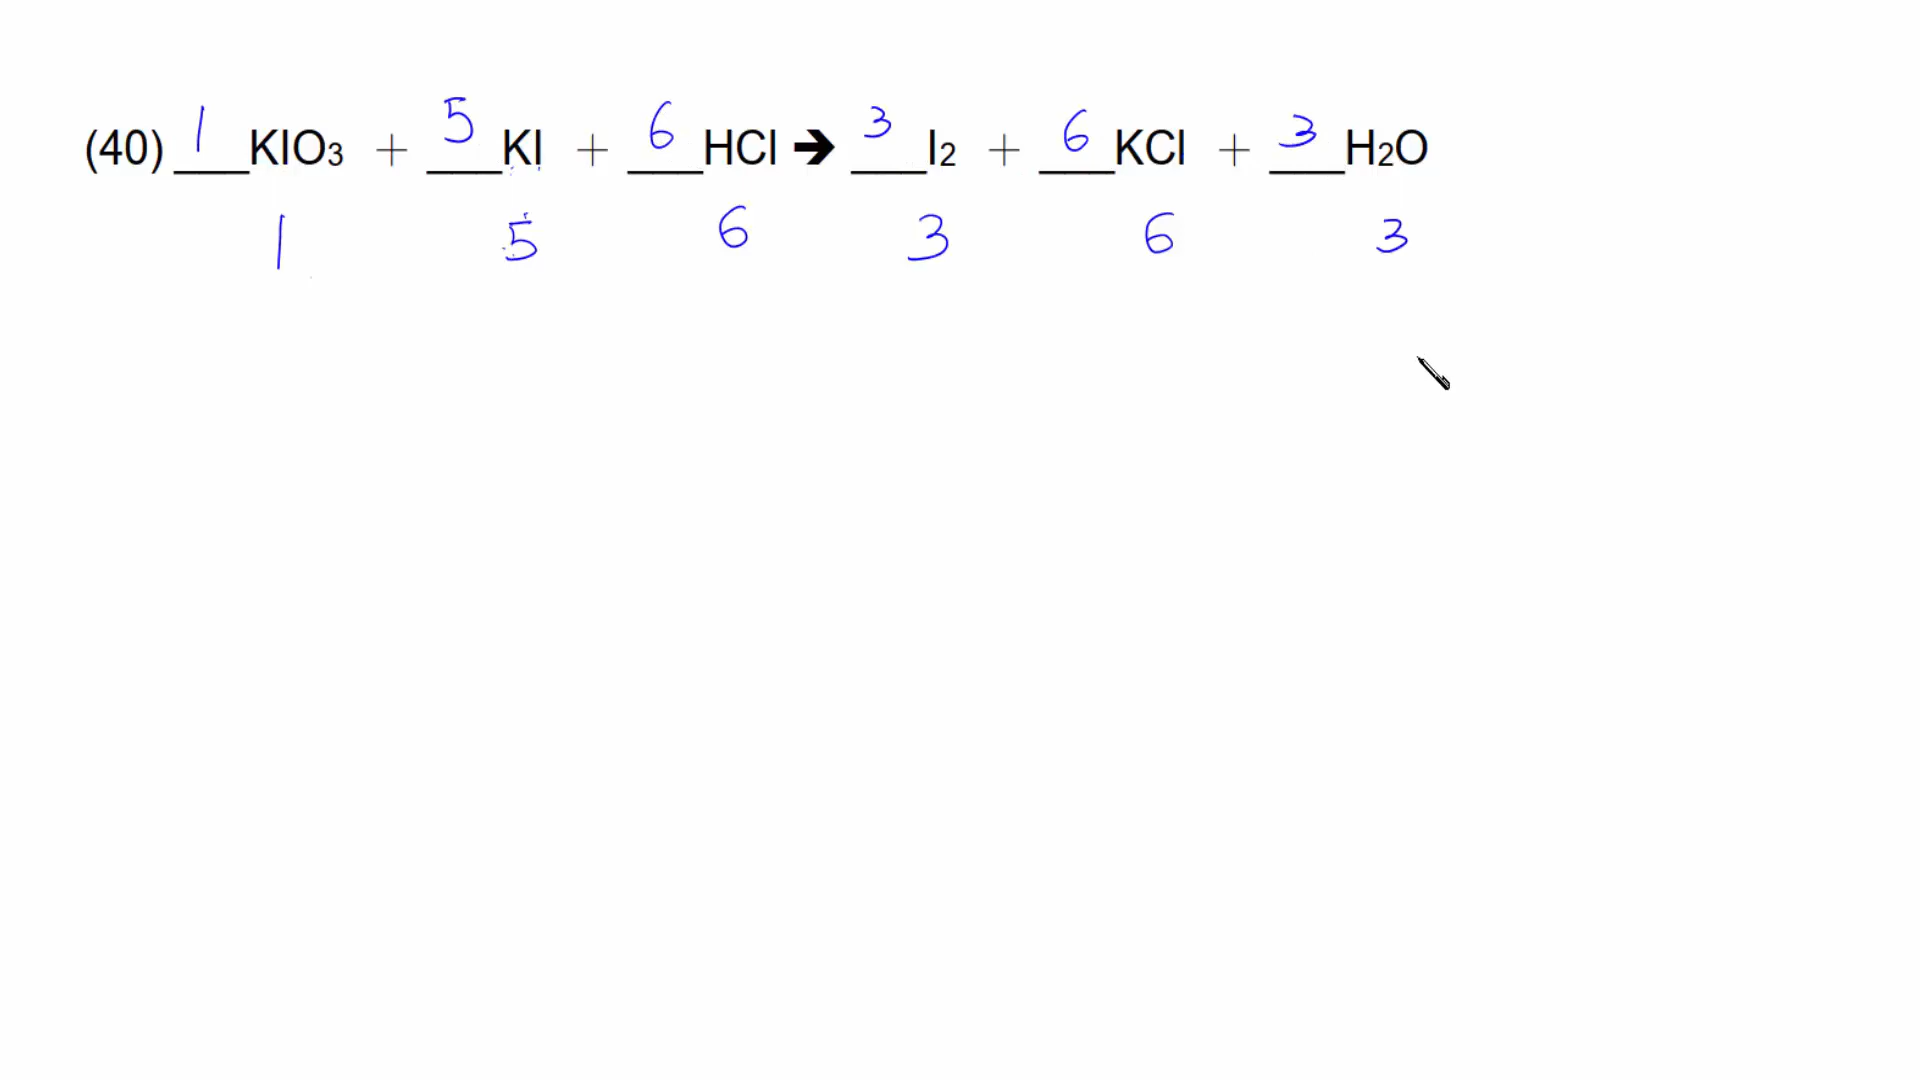 (40) 1 KIO3 + 5 KI + 6 HCl ➔ 3 I2 + 6 KCl + 3 H2O
1 5 6 3 6 3